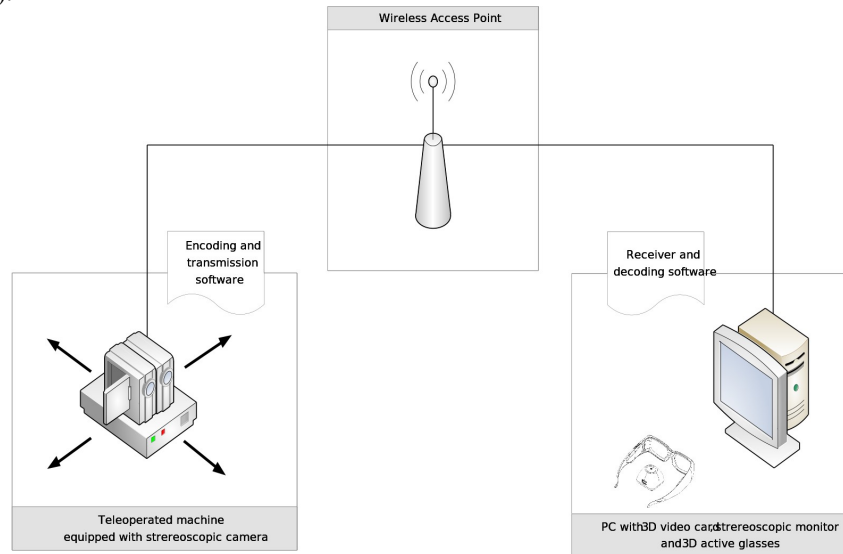 ).
Wireless Access Point
Encoding and
transmission
software
Receiver and
decoding software
Teleoperated machine
equipped with strereoscopic camera
PC with3D video card,strereoscopic monitor
and3D active glasses